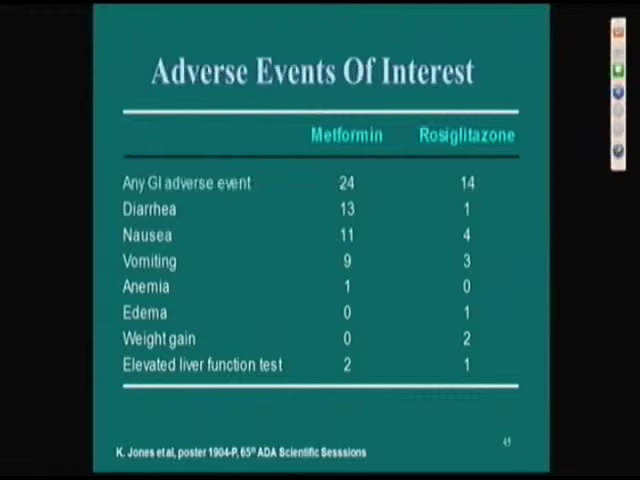 Adverse Events Of Interest
Metformin Rosiglitazone
Any GI adverse event 24 14
Diarrhea 13 1
Nausea 11 4
Vomiting 9 3
Anemia 1 0
Edema 0 1
Weight gain 0 2
Elevated liver function test 2 1
K. Jones et al, poster 1904-P, 65th ADA Scientific Sesssions
45